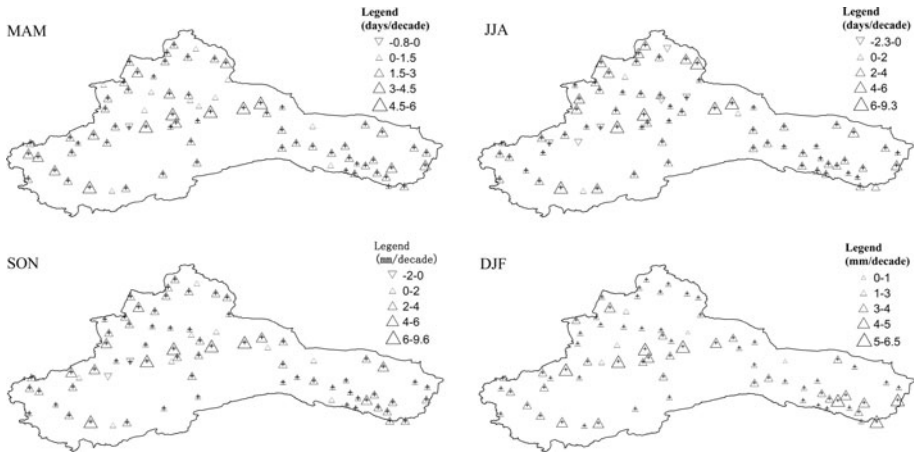 MAM
Legend
(days/decade)
-0.8-0
0-1.5
1.5-3
3-4.5
4.5-6
JJA
Legend
(days/decade)
-2.3-0
0-2
2-4
4-6
6-9.3
SON
Legend
(mm/decade)
-2-0
0-2
2-4
4-6
6-9.6
DJF
Legend
(mm/decade)
0-1
1-3
3-4
4-5
5-6.5